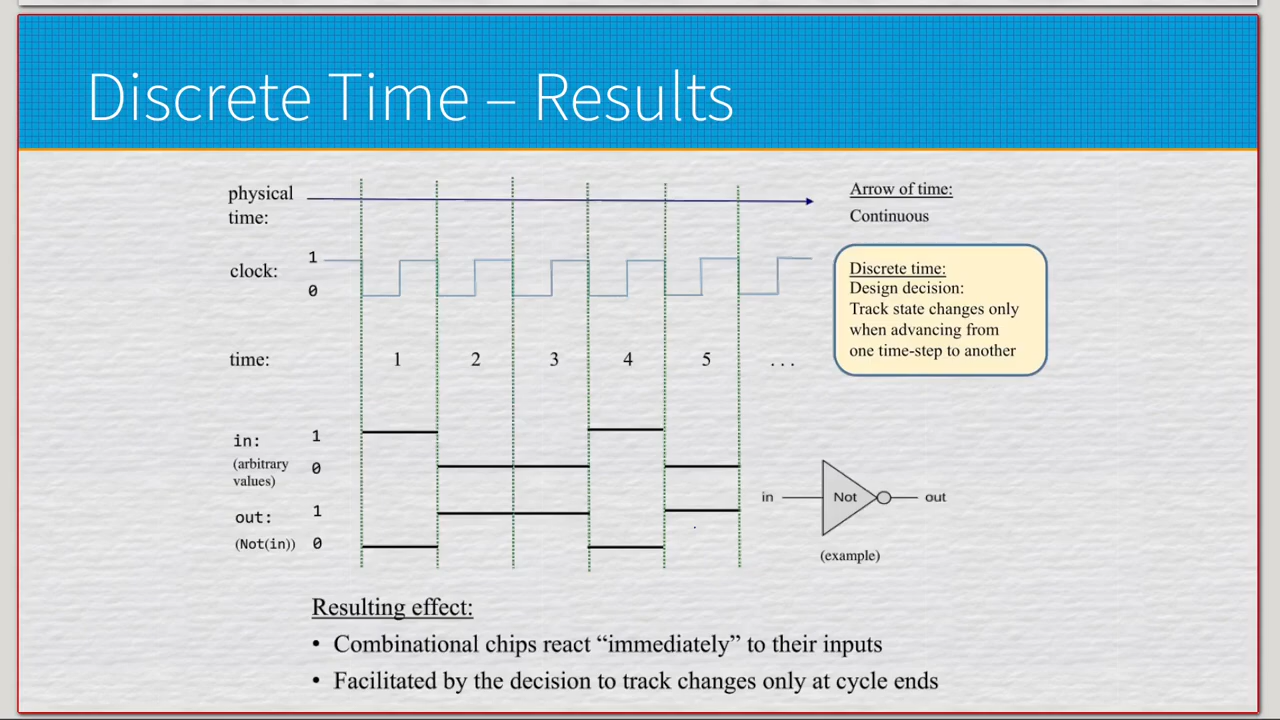 Discrete Time – Results
physical
time:
Arrow of time:
Continuous
clock:
1
0
Discrete time:
Design decision:
Track state changes only
when advancing from
one time-step to another
time: 1 2 3 4 5 ...
in: 1
(arbitrary
values)
0
out: 1
(Not(in)) 0
in Not out
(example)
Resulting effect:
• Combinational chips react “immediately” to their inputs
• Facilitated by the decision to track changes only at cycle ends